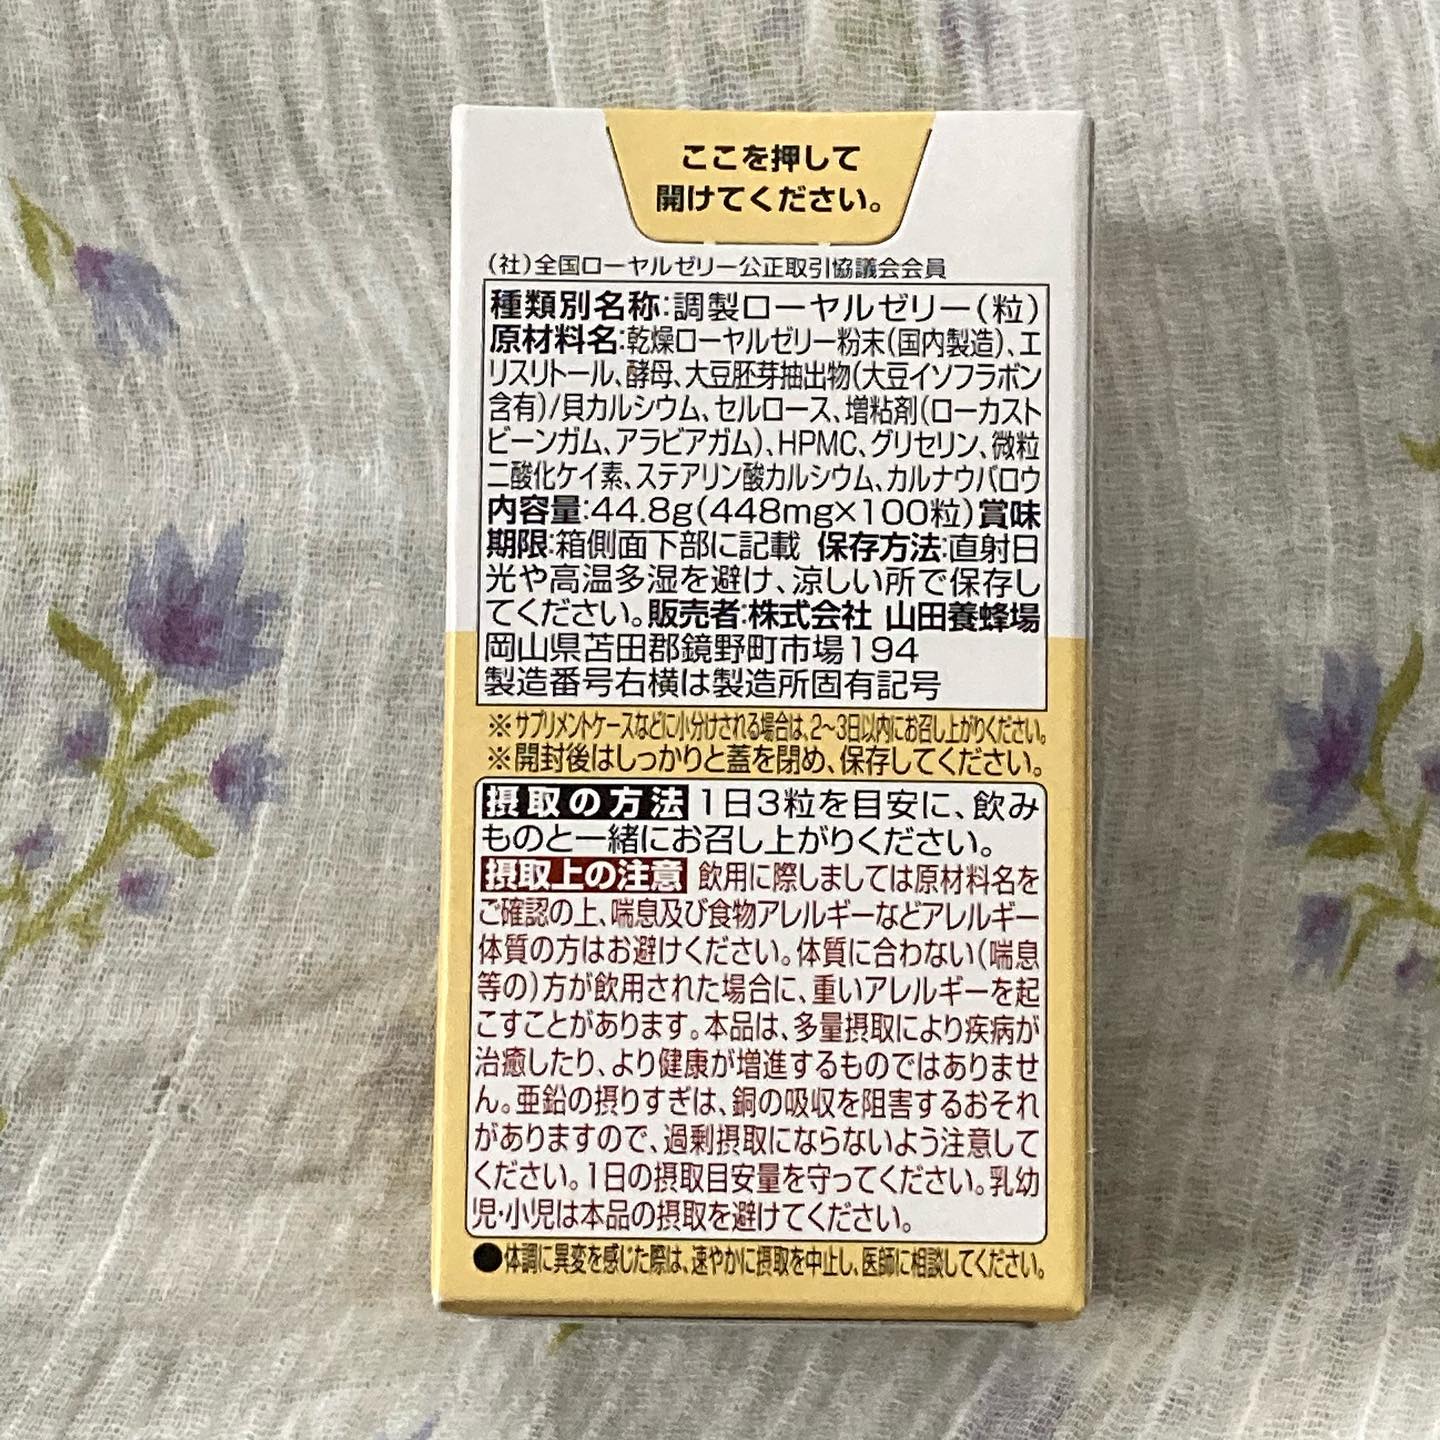 ここを押して
開けてください。
(社)全国ローヤルゼリー公正取引協議会会員
種類別名称:調製ローヤルゼリー(粒)
原材料名:乾燥ローヤルゼリー粉末(国内製造)、エ
リスリトール、酵母、大豆胚芽抽出物(大豆イソフラボン
含有)/貝カルシウム、セルロース、増粘剤(ローカスト
ビーンガム、アラビアガム)、HPMC、グリセリン、微粒
二酸化ケイ素、ステアリン酸カルシウム、カルナウバロウ
内容量:44.8g(448mg×100粒)賞味
期限:箱側面下部に記載 保存方法:直射日
光や高温多湿を避け、涼しい所で保存し
てください。販売者:株式会社 山田養蜂場
岡山県苫田郡鏡野町市場194
製造番号右横は製造所固有記号
※サプリメントケースなどに小分けされる場合は、2〜3日以内にお召し上がりください。
※開封後はしっかりと蓋を閉め、保存してください。
摂取の方法 1日3粒を目安に、飲み
ものと一緒にお召し上がりください。
摂取上の注意 飲用に際しましては原材料名を
ご確認の上、喘息及び食物アレルギーなどアレルギー
体質の方はお避けください。体質に合わない(喘息
等の)方が飲用された場合に、重いアレルギーを起
こすことがあります。本品は、多量摂取により疾病が
治癒したり、より健康が増進するものではありませ
ん。亜鉛の摂りすぎは、銅の吸収を阻害するおそれ
がありますので、過剰摂取にならないよう注意して
ください。1日の摂取目安量を守ってください。乳幼
児・小児は本品の摂取を避けてください。
●体調に異変を感じた際は、速やかに摂取を中止し、医師に相談してください。